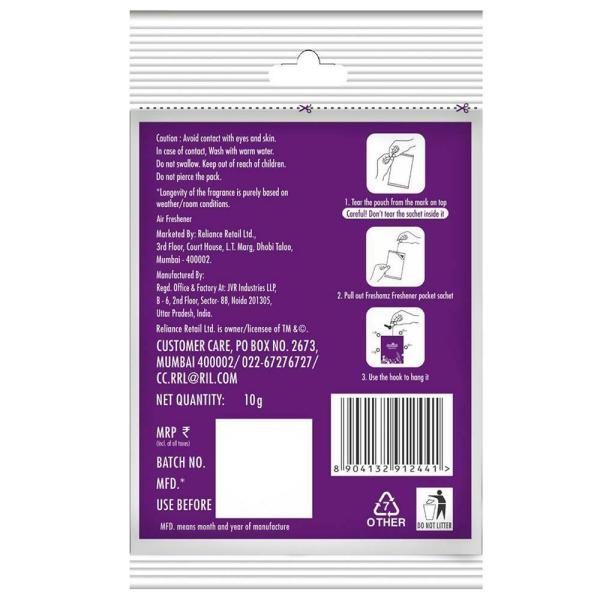 Caution : Avoid contact with eyes and skin.
In case of contact, Wash with warm water.
Do not swallow. Keep out of reach of children.
Do not pierce the pack.
*Longevity of the fragrance is purely based on
weather/room conditions.
Air Freshener
Marketed By: Reliance Retail Ltd.,
3rd Floor, Court House, L.T. Marg, Dhobi Taloo,
Mumbai - 400002.
Manufactured By:
Regd. Office & Factory At: JVR Industries LLP,
B - 6, 2nd Floor, Sector- 88, Noida 201305,
Uttar Pradesh, India.
Reliance Retail Ltd. is owner/licensee of TM &©.
CUSTOMER CARE, PO BOX NO. 2673,
MUMBAI 400002/ 022-67276727/
CC.RRL@RIL.COM
NET QUANTITY: 10 g
MRP ₹
(Incl. of all taxes)
BATCH NO.
MFD.*
USE BEFORE
MFD. means month and year of manufacture
1. Tear the pouch from the mark on top
Careful! Don't tear the sachet inside it
2. Pull out Freshomz Freshener pocket sachet
3. Use the hook to hang it
8 904132 912441 >
7
OTHER
DO NOT LITTER